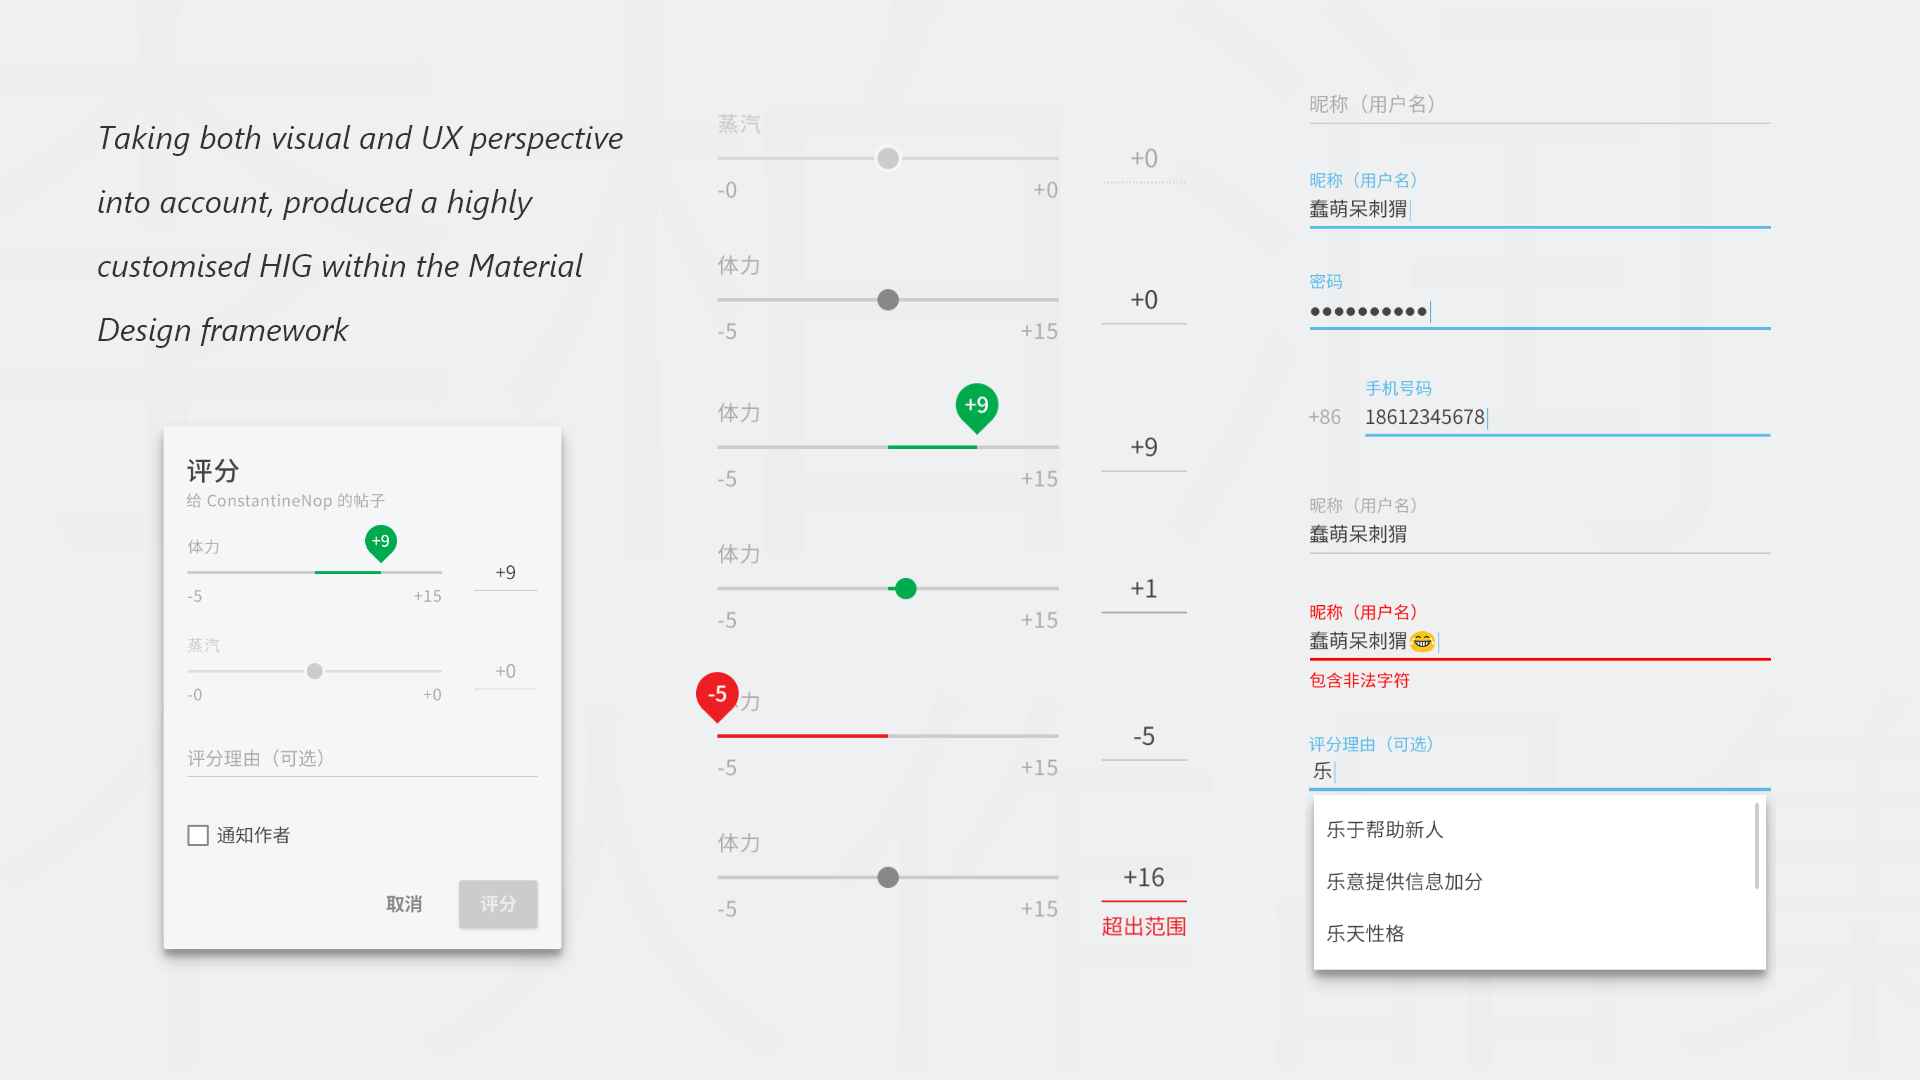 Taking both visual and UX perspective
into account, produced a highly
customised HIG within the Material
Design framework
评分
给 ConstantineNop 的帖子
体力
+9
+9
-5
+15
蒸汽
+0
-0
+0
评分理由（可选）
通知作者
取消
评分
蒸汽
+0
-0
+0
体力
+0
-5
+15
体力
+9
+9
-5
+15
体力
+1
-5
+15
-5
力
-5
-5
+15
体力
+16
-5
+15
超出范围
昵称（用户名）
昵称（用户名）
蠢萌呆刺猬
密码
●●●●●●●●●●
手机号码
+86 18612345678
昵称（用户名）
蠢萌呆刺猬
昵称（用户名）
蠢萌呆刺猬😁
包含非法字符
评分理由（可选）
乐
乐于帮助新人
乐意提供信息加分
乐天性格